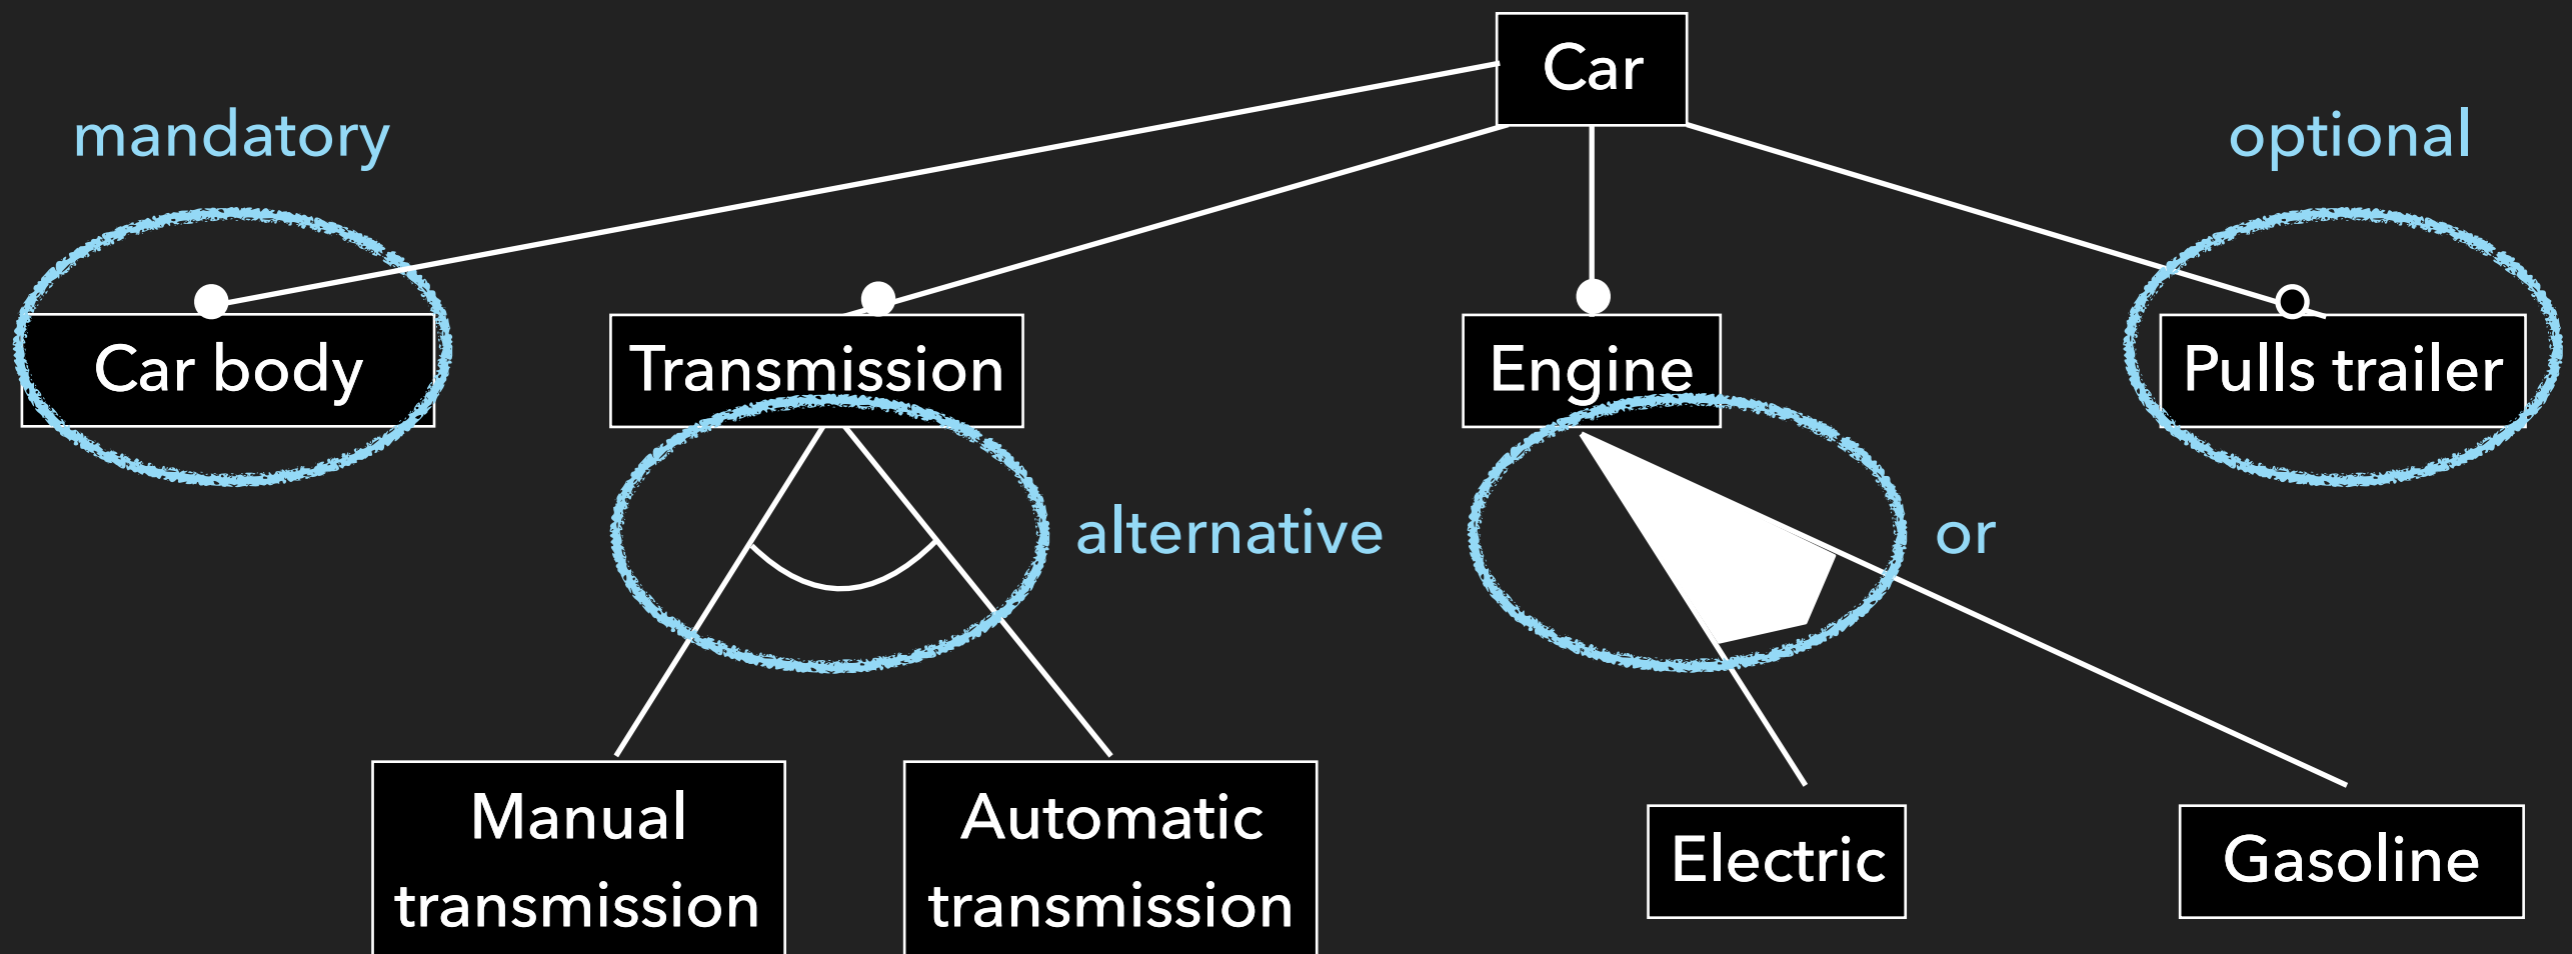 Car
mandatory
optional
Car body
Transmission
Engine
Pulls trailer
alternative
or
Manual
transmission
Automatic
transmission
Electric
Gasoline